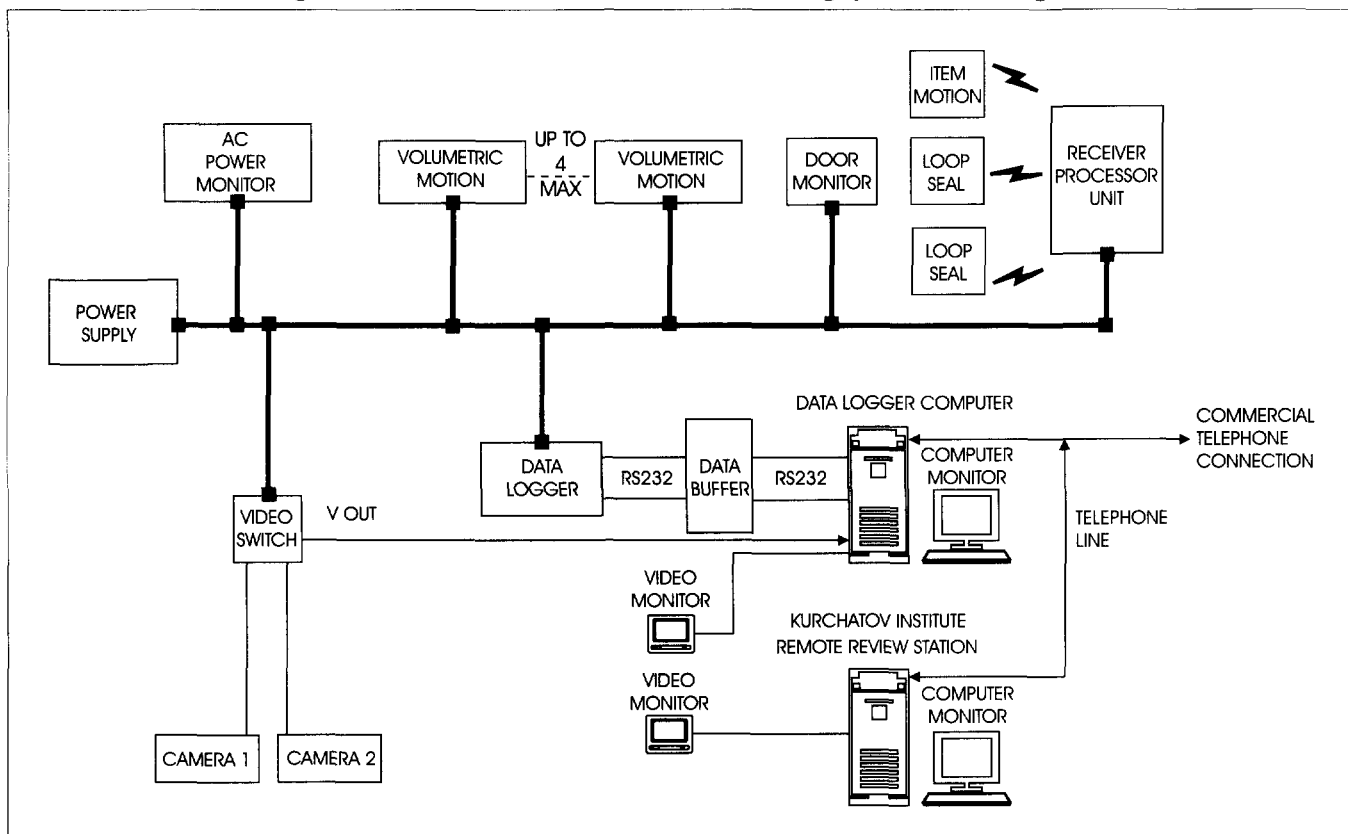 AC
POWER
MONITOR
VOLUMETRIC
MOTION
UP TO
4
MAX
VOLUMETRIC
MOTION
DOOR
MONITOR
ITEM
MOTION
LOOP
SEAL
LOOP
SEAL
RECEIVER
PROCESSOR
UNIT
POWER
SUPPLY
DATA LOGGER COMPUTER
COMMERCIAL
TELEPHONE
CONNECTION
DATA
LOGGER
RS232
DATA
BUFFER
RS232
COMPUTER
MONITOR
VIDEO
SWITCH
V OUT
TELEPHONE
LINE
VIDEO
MONITOR
KURCHATOV INSTITUTE
REMOTE REVIEW STATION
VIDEO
MONITOR
COMPUTER
MONITOR
CAMERA 1
CAMERA 2